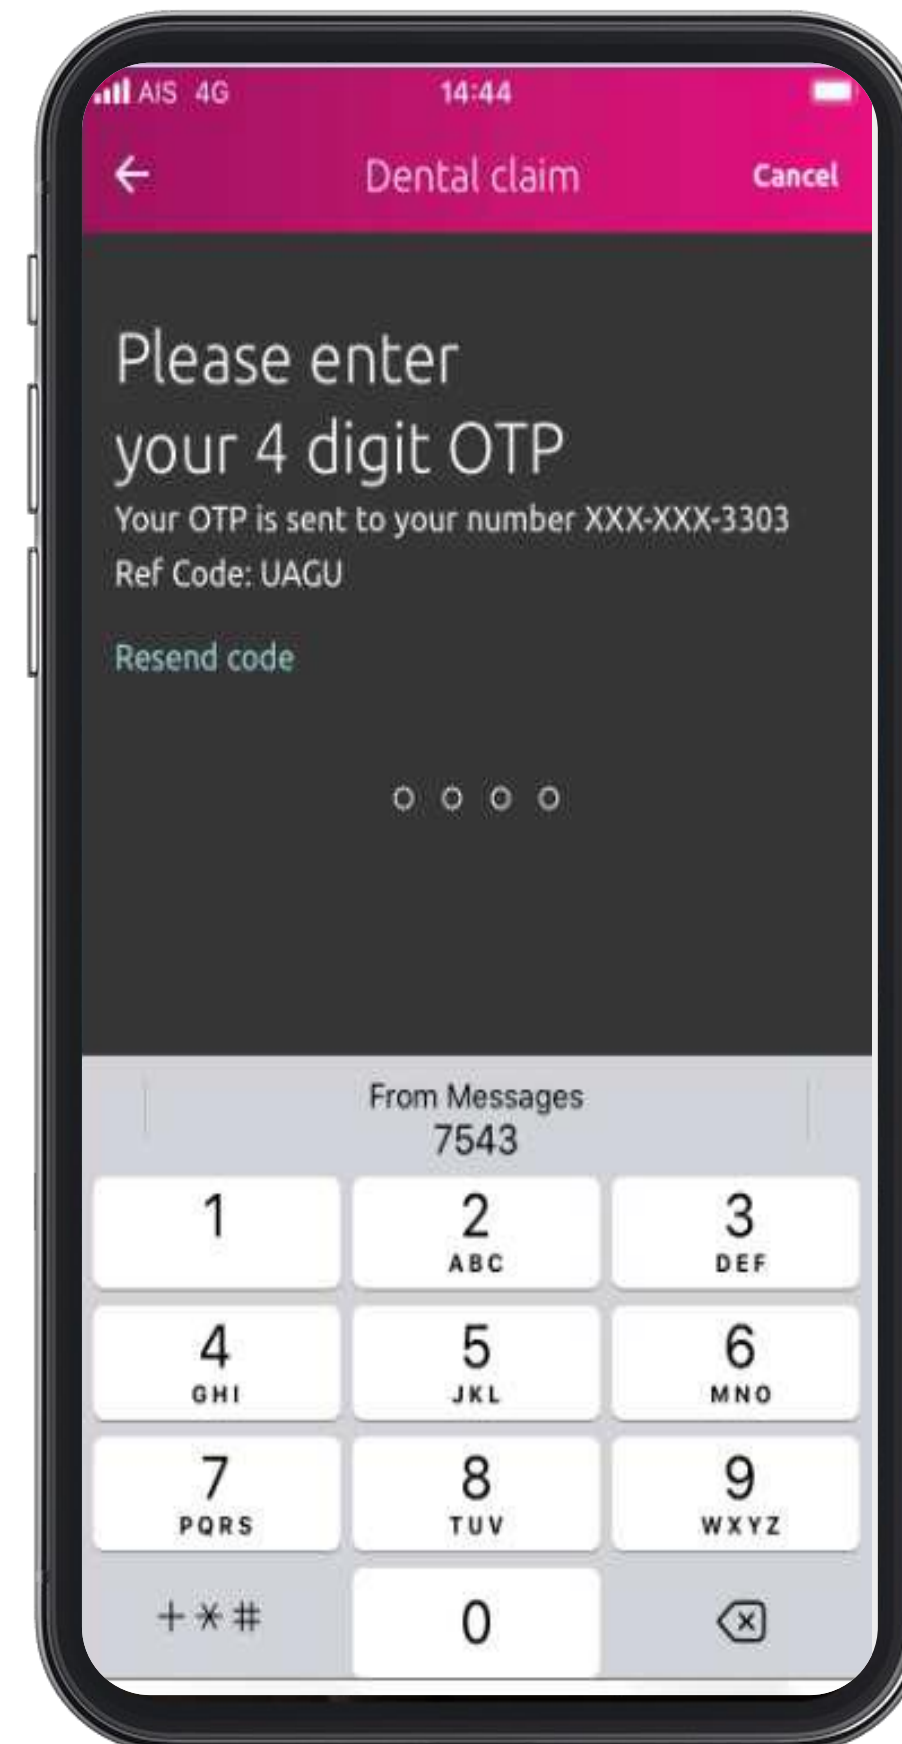 AIS 4G 14:44
Dental claim Cancel
Please enter
your 4 digit OTP
Your OTP is sent to your number XXX-XXX-3303
Ref Code: UAGU
Resend code
From Messages
7543
1 2 3
ABC DEF
4 5 6
GHI JKL MNO
7 8 9
PQRS TUV WXYZ
+*# 0